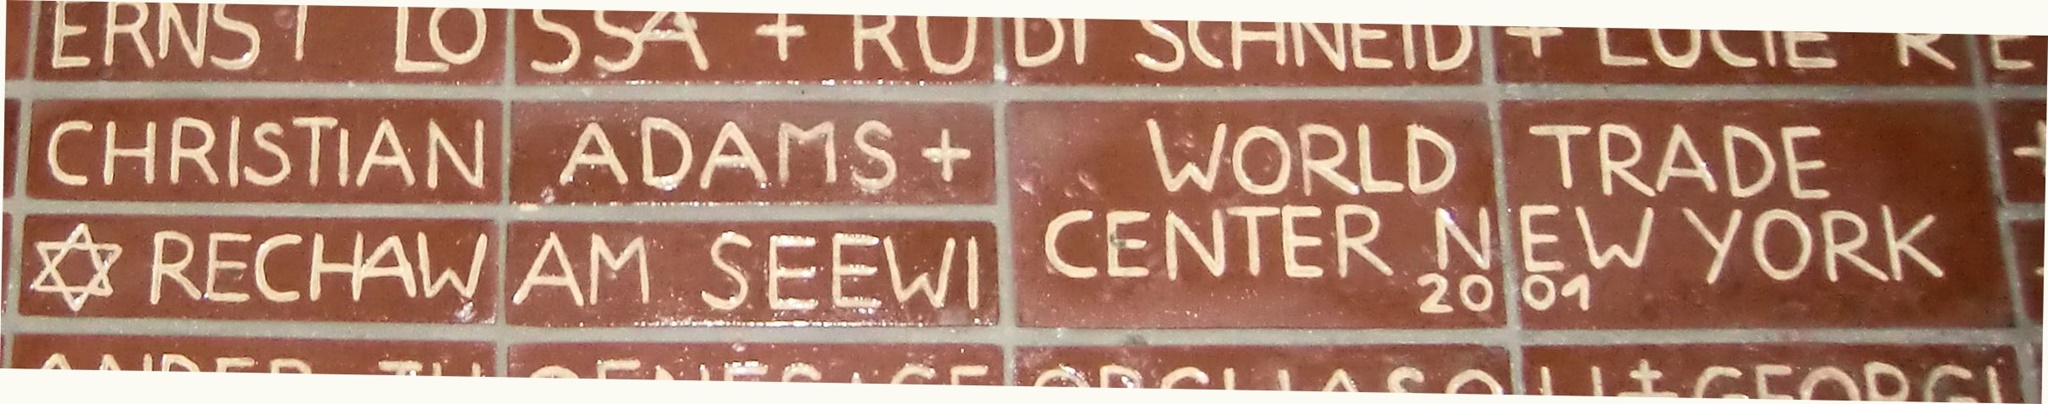 ERNST LOSSA + RUDI SCHNEID + LUCIE R E
CHRISTIAN ADAMS + WORLD TRADE
✡ RECHAWAM SEEWI CENTER NEW YORK
2001